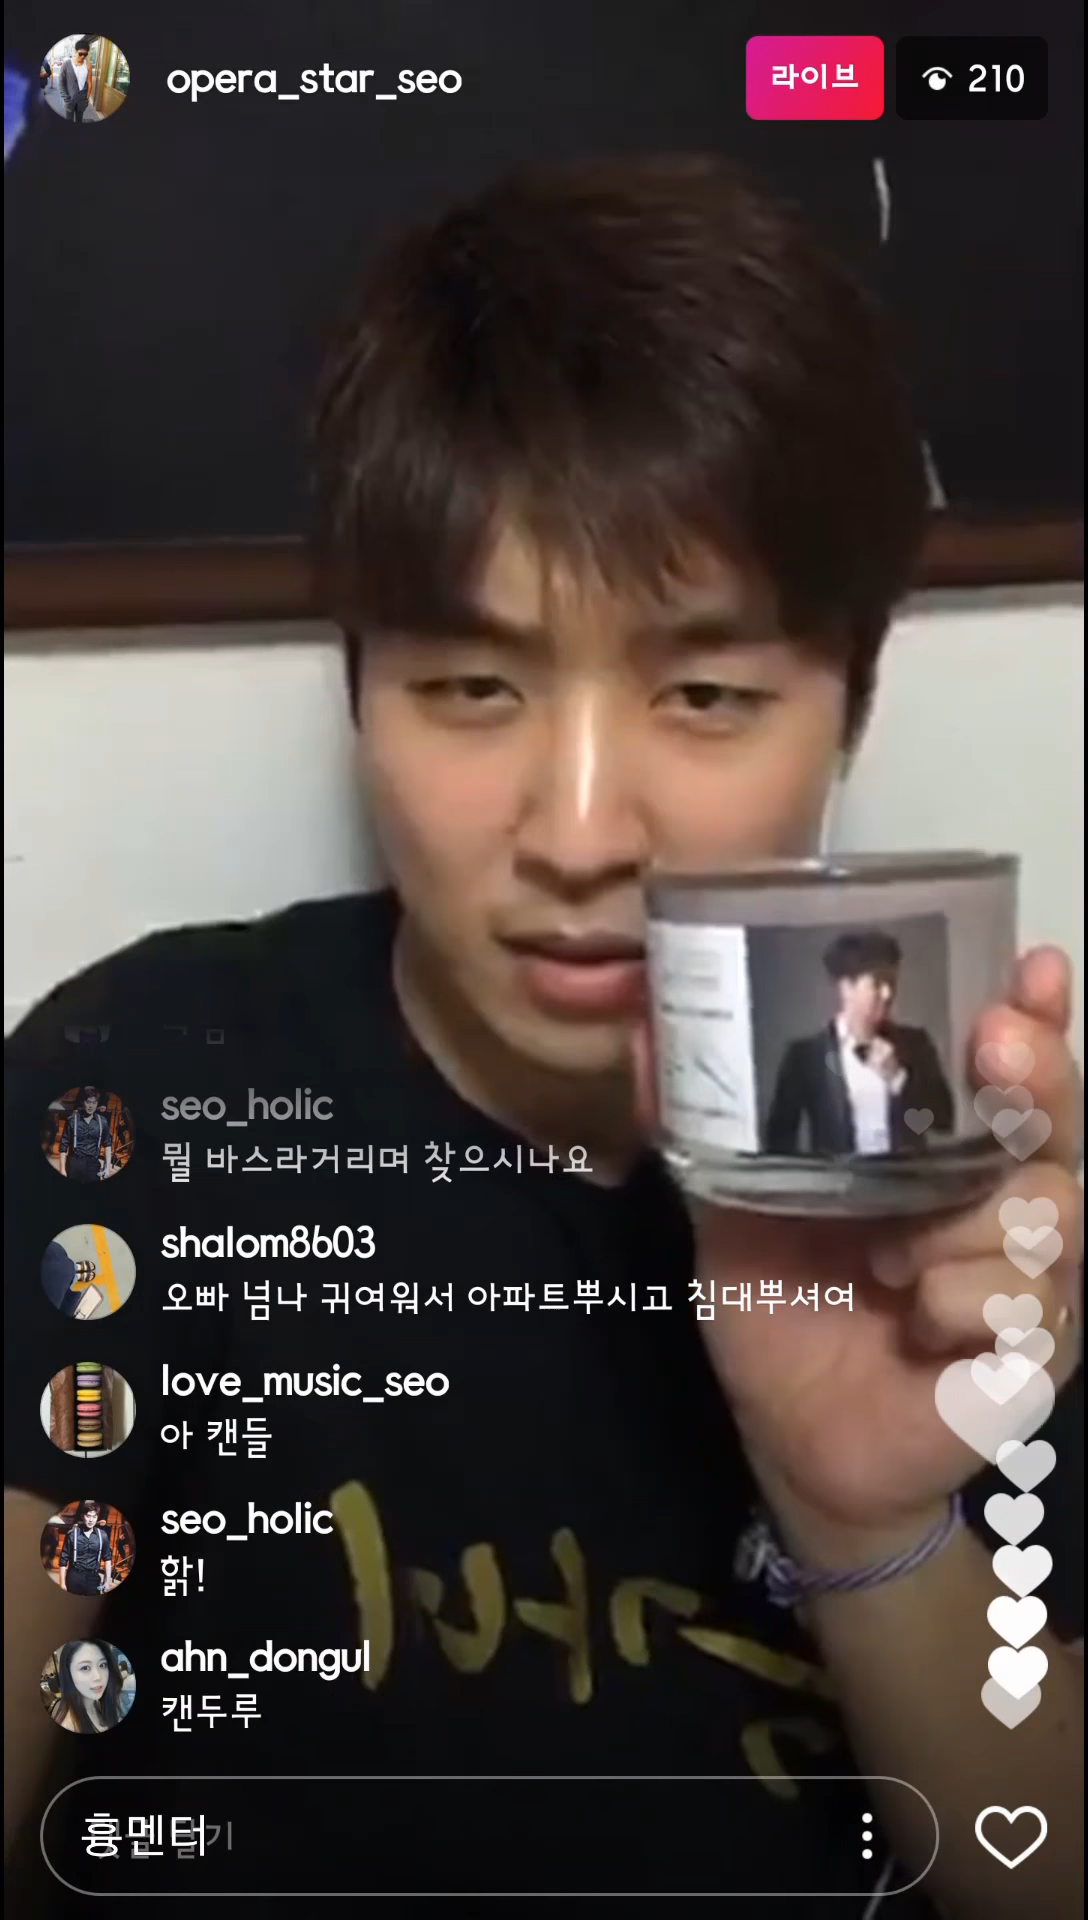 opera_star_seo
라이브
210
seo_holic
뭘 바스라거리며 찾으시나요
shalom8603
오빠 넘나 귀여워서 아파트뿌시고 침대뿌셔여
love_music_seo
아 캔들
seo_holic
핡!
ahn_dongul
캔두루
흉멘터